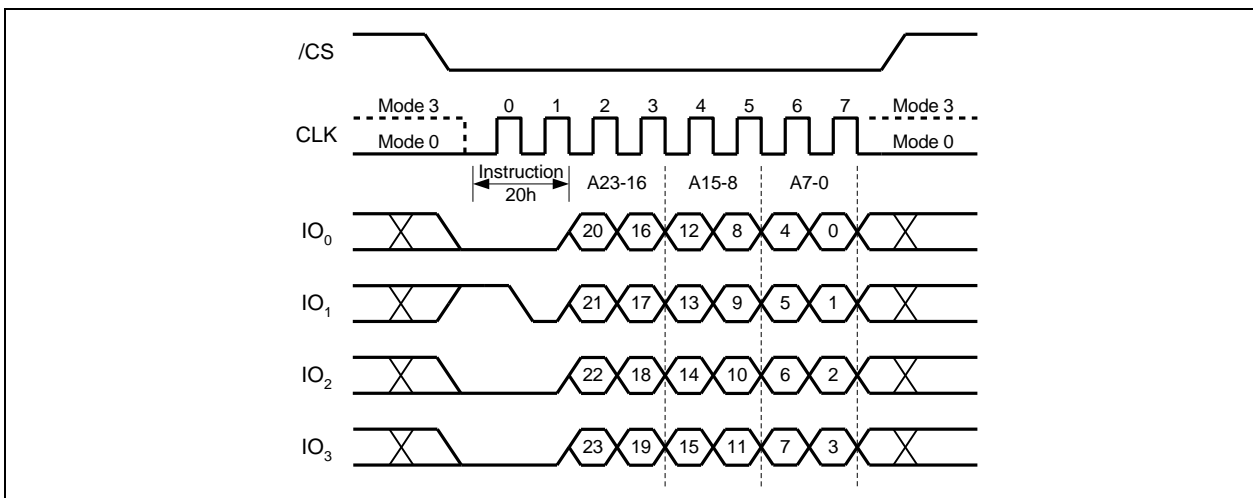 /CS
Mode 3 0 1 2 3 4 5 6 7 Mode 3
CLK
Mode 0 Mode 0
Instruction
20h
A23-16 A15-8 A7-0
IO0 20 16 12 8 4 0
IO1 21 17 13 9 5 1
IO2 22 18 14 10 6 2
IO3 23 19 15 11 7 3